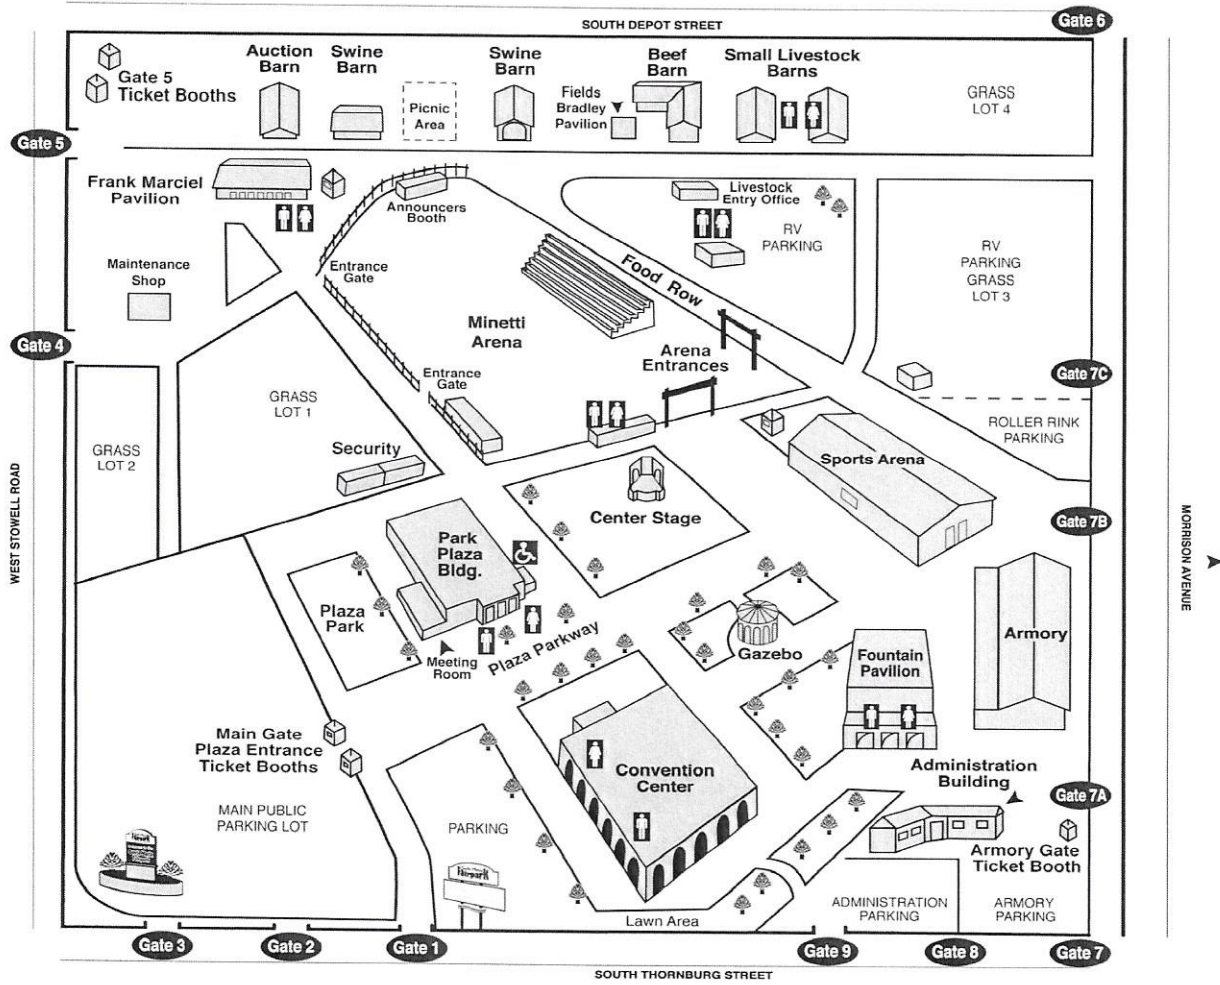 SOUTH DEPOT STREET
Gate 6
Gate 5
Ticket Booths
Auction
Barn
Swine
Barn
Picnic
Area
Swine
Barn
Fields
Bradley
Pavilion
Beef
Barn
Small Livestock
Barns
GRASS
LOT 4
Gate 5
Frank Marciel
Pavilion
Announcers
Booth
Livestock
Entry Office
RV
PARKING
RV
PARKING
GRASS
LOT 3
Maintenance
Shop
Entrance
Gate
Food Row
Minetti
Arena
Arena
Entrances
Gate 4
Gate 7C
Entrance
Gate
GRASS
LOT 1
GRASS
LOT 2
Security
ROLLER RINK
PARKING
Sports Arena
Center Stage
Gate 7B
WEST STOWELL ROAD
MORRISON AVENUE
Park
Plaza
Bldg.
Plaza
Park
Meeting
Room
Plaza Parkway
Gazebo
Fountain
Pavilion
Armory
Main Gate
Plaza Entrance
Ticket Booths
Convention
Center
Administration
Building
Gate 7A
MAIN PUBLIC
PARKING LOT
PARKING
Armory Gate
Ticket Booth
Fairpark
Fairpark
Lawn Area
ADMINISTRATION
PARKING
ARMORY
PARKING
Gate 3
Gate 2
Gate 1
Gate 9
Gate 8
Gate 7
SOUTH THORNBURG STREET